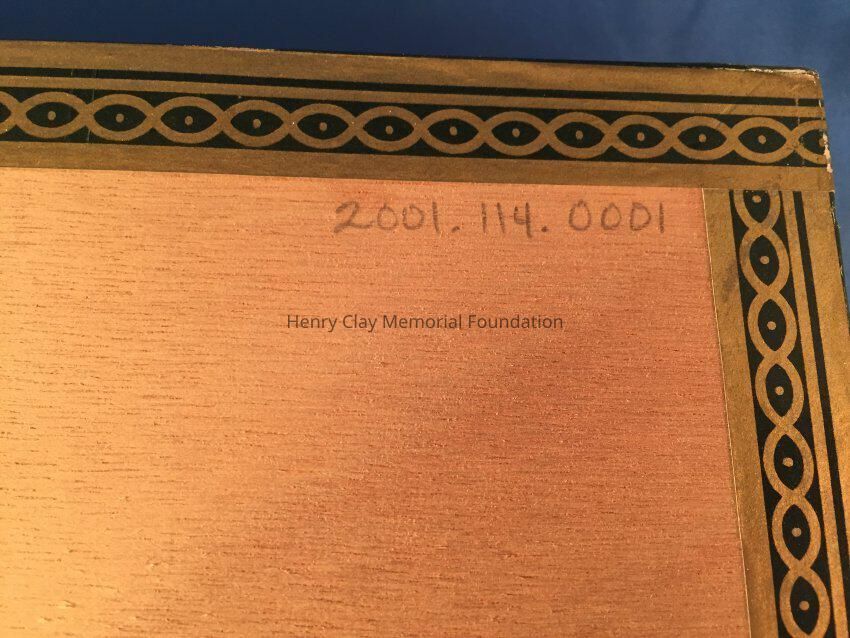 2001.114.0001
Henry Clay Memorial Foundation